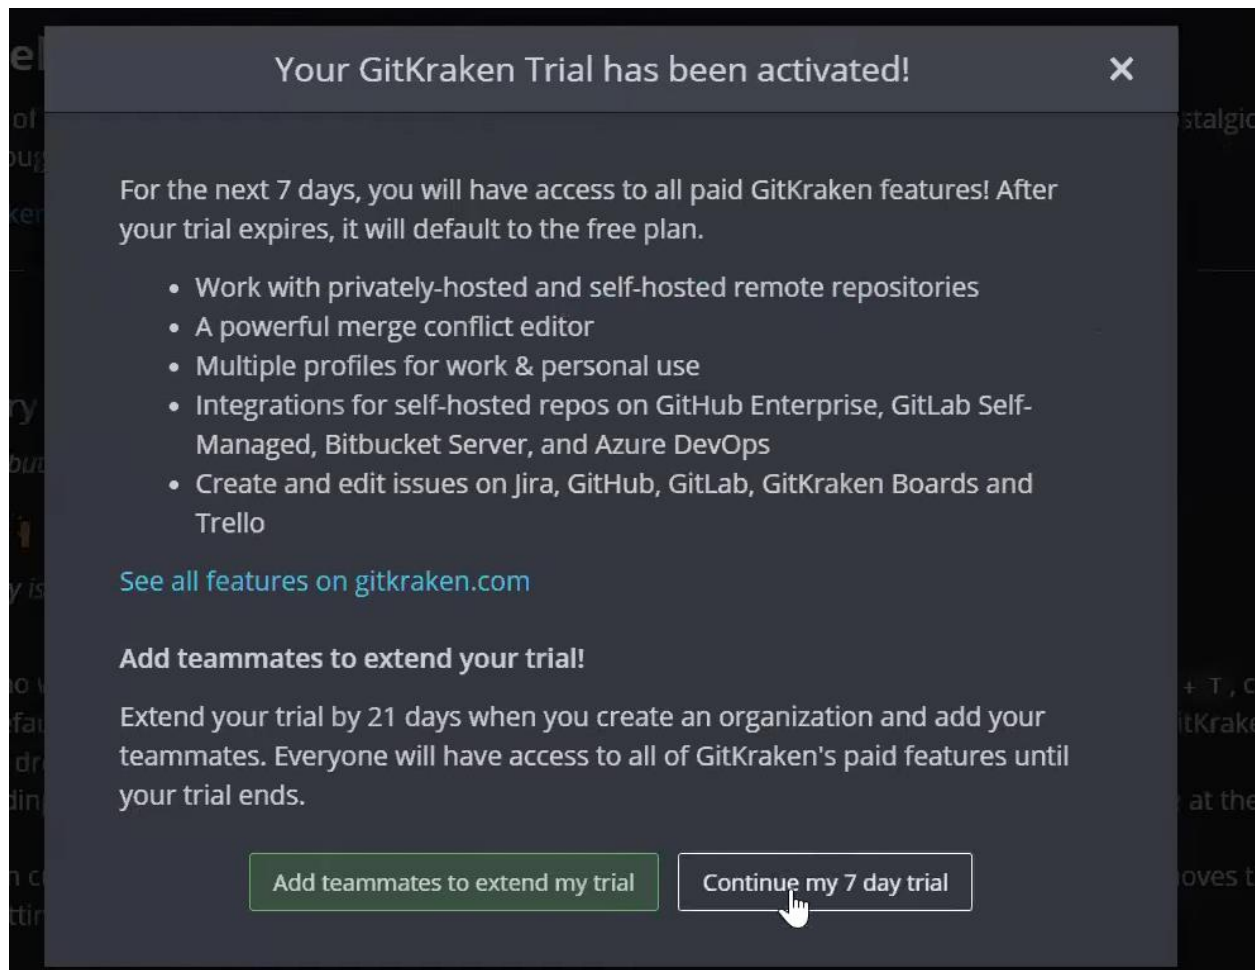 Your GitKraken Trial has been activated!
For the next 7 days, you will have access to all paid GitKraken features! After
your trial expires, it will default to the free plan.
• Work with privately-hosted and self-hosted remote repositories
• A powerful merge conflict editor
• Multiple profiles for work & personal use
• Integrations for self-hosted repos on GitHub Enterprise, GitLab Self-
Managed, Bitbucket Server, and Azure DevOps
• Create and edit issues on Jira, GitHub, GitLab, GitKraken Boards and
Trello
See all features on gitkraken.com
Add teammates to extend your trial!
Extend your trial by 21 days when you create an organization and add your
teammates. Everyone will have access to all of GitKraken's paid features until
your trial ends.
Add teammates to extend my trial
Continue my 7 day trial